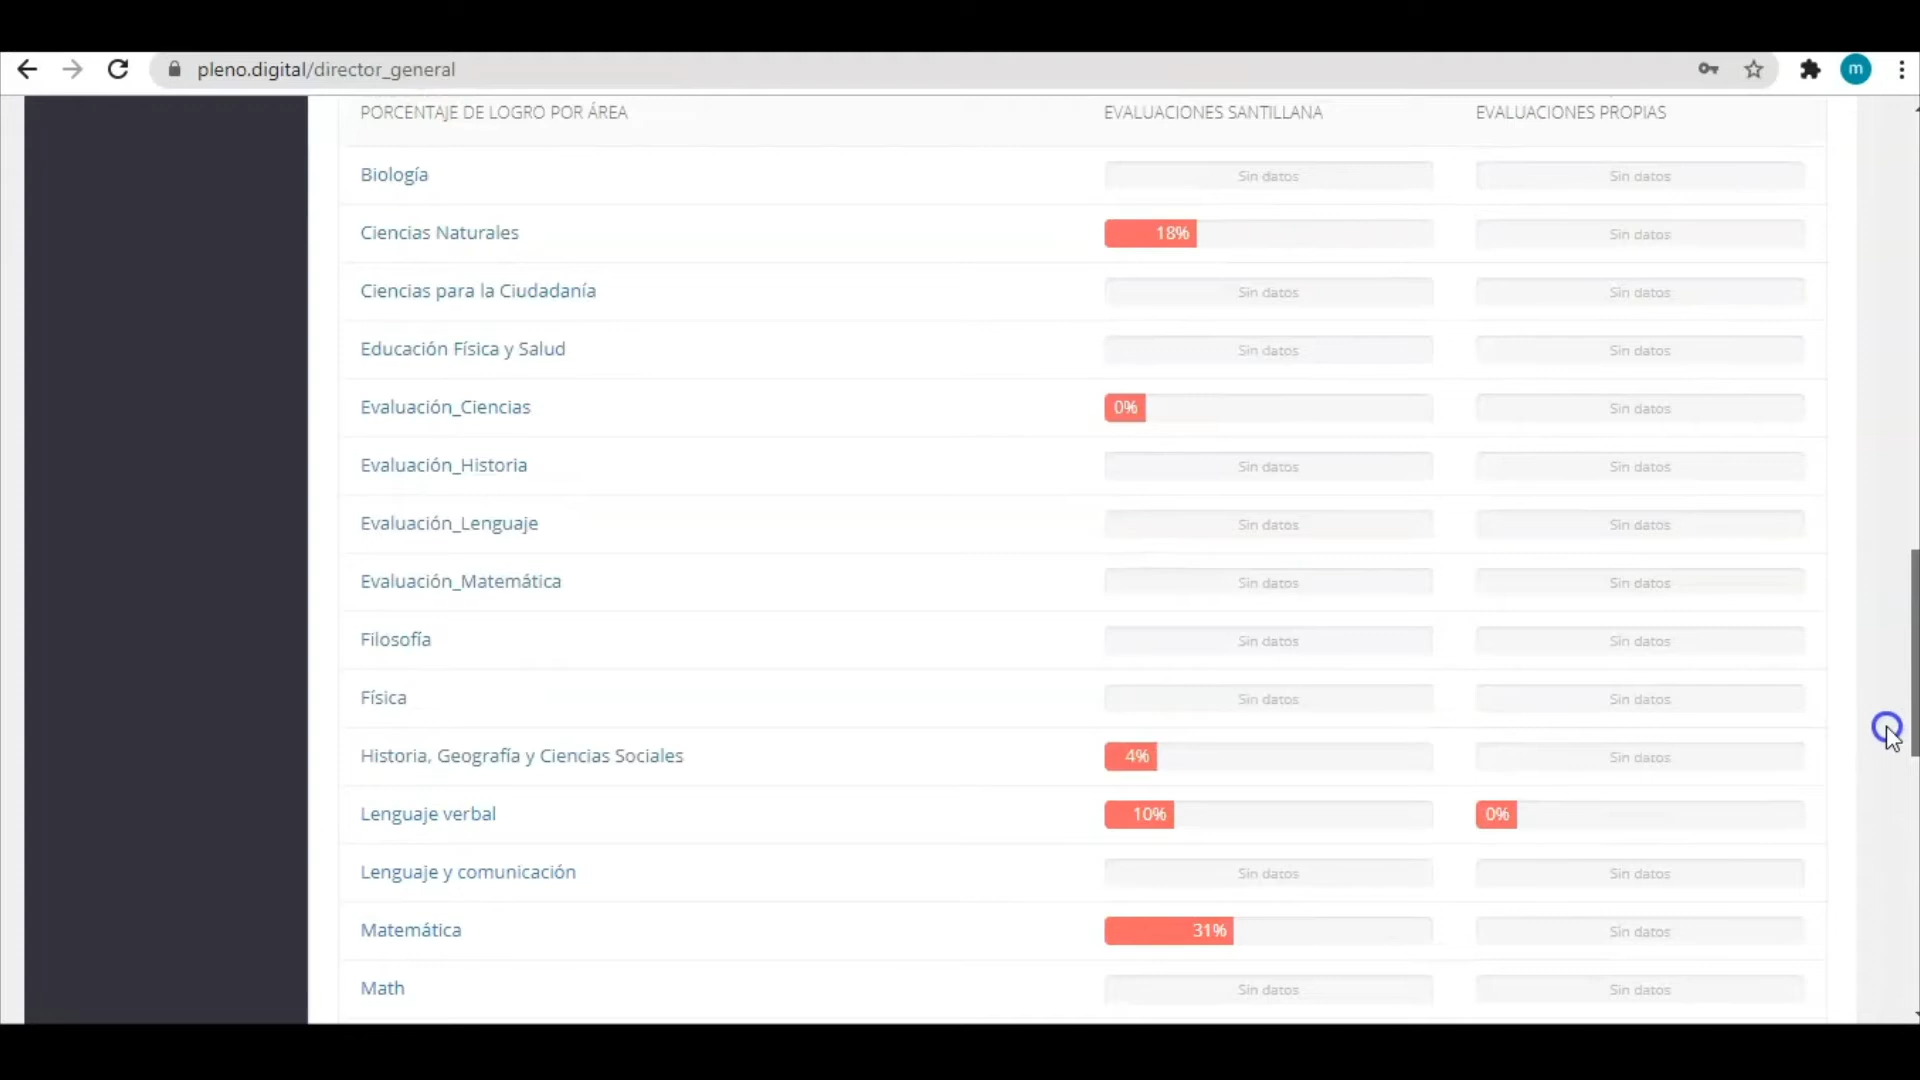 pleno.digital/director_general
m
PORCENTAJE DE LOGRO POR ÁREA EVALUACIONES SANTILLANA EVALUACIONES PROPIAS
Biología Sin datos Sin datos
Ciencias Naturales 18% Sin datos
Ciencias para la Ciudadanía Sin datos Sin datos
Educación Física y Salud Sin datos Sin datos
Evaluación_Ciencias 0% Sin datos
Evaluación_Historia Sin datos Sin datos
Evaluación_Lenguaje Sin datos Sin datos
Evaluación_Matemática Sin datos Sin datos
Filosofía Sin datos Sin datos
Física Sin datos Sin datos
Historia, Geografía y Ciencias Sociales 4% Sin datos
Lenguaje verbal 10% 0%
Lenguaje y comunicación Sin datos Sin datos
Matemática 31% Sin datos
Math Sin datos Sin datos